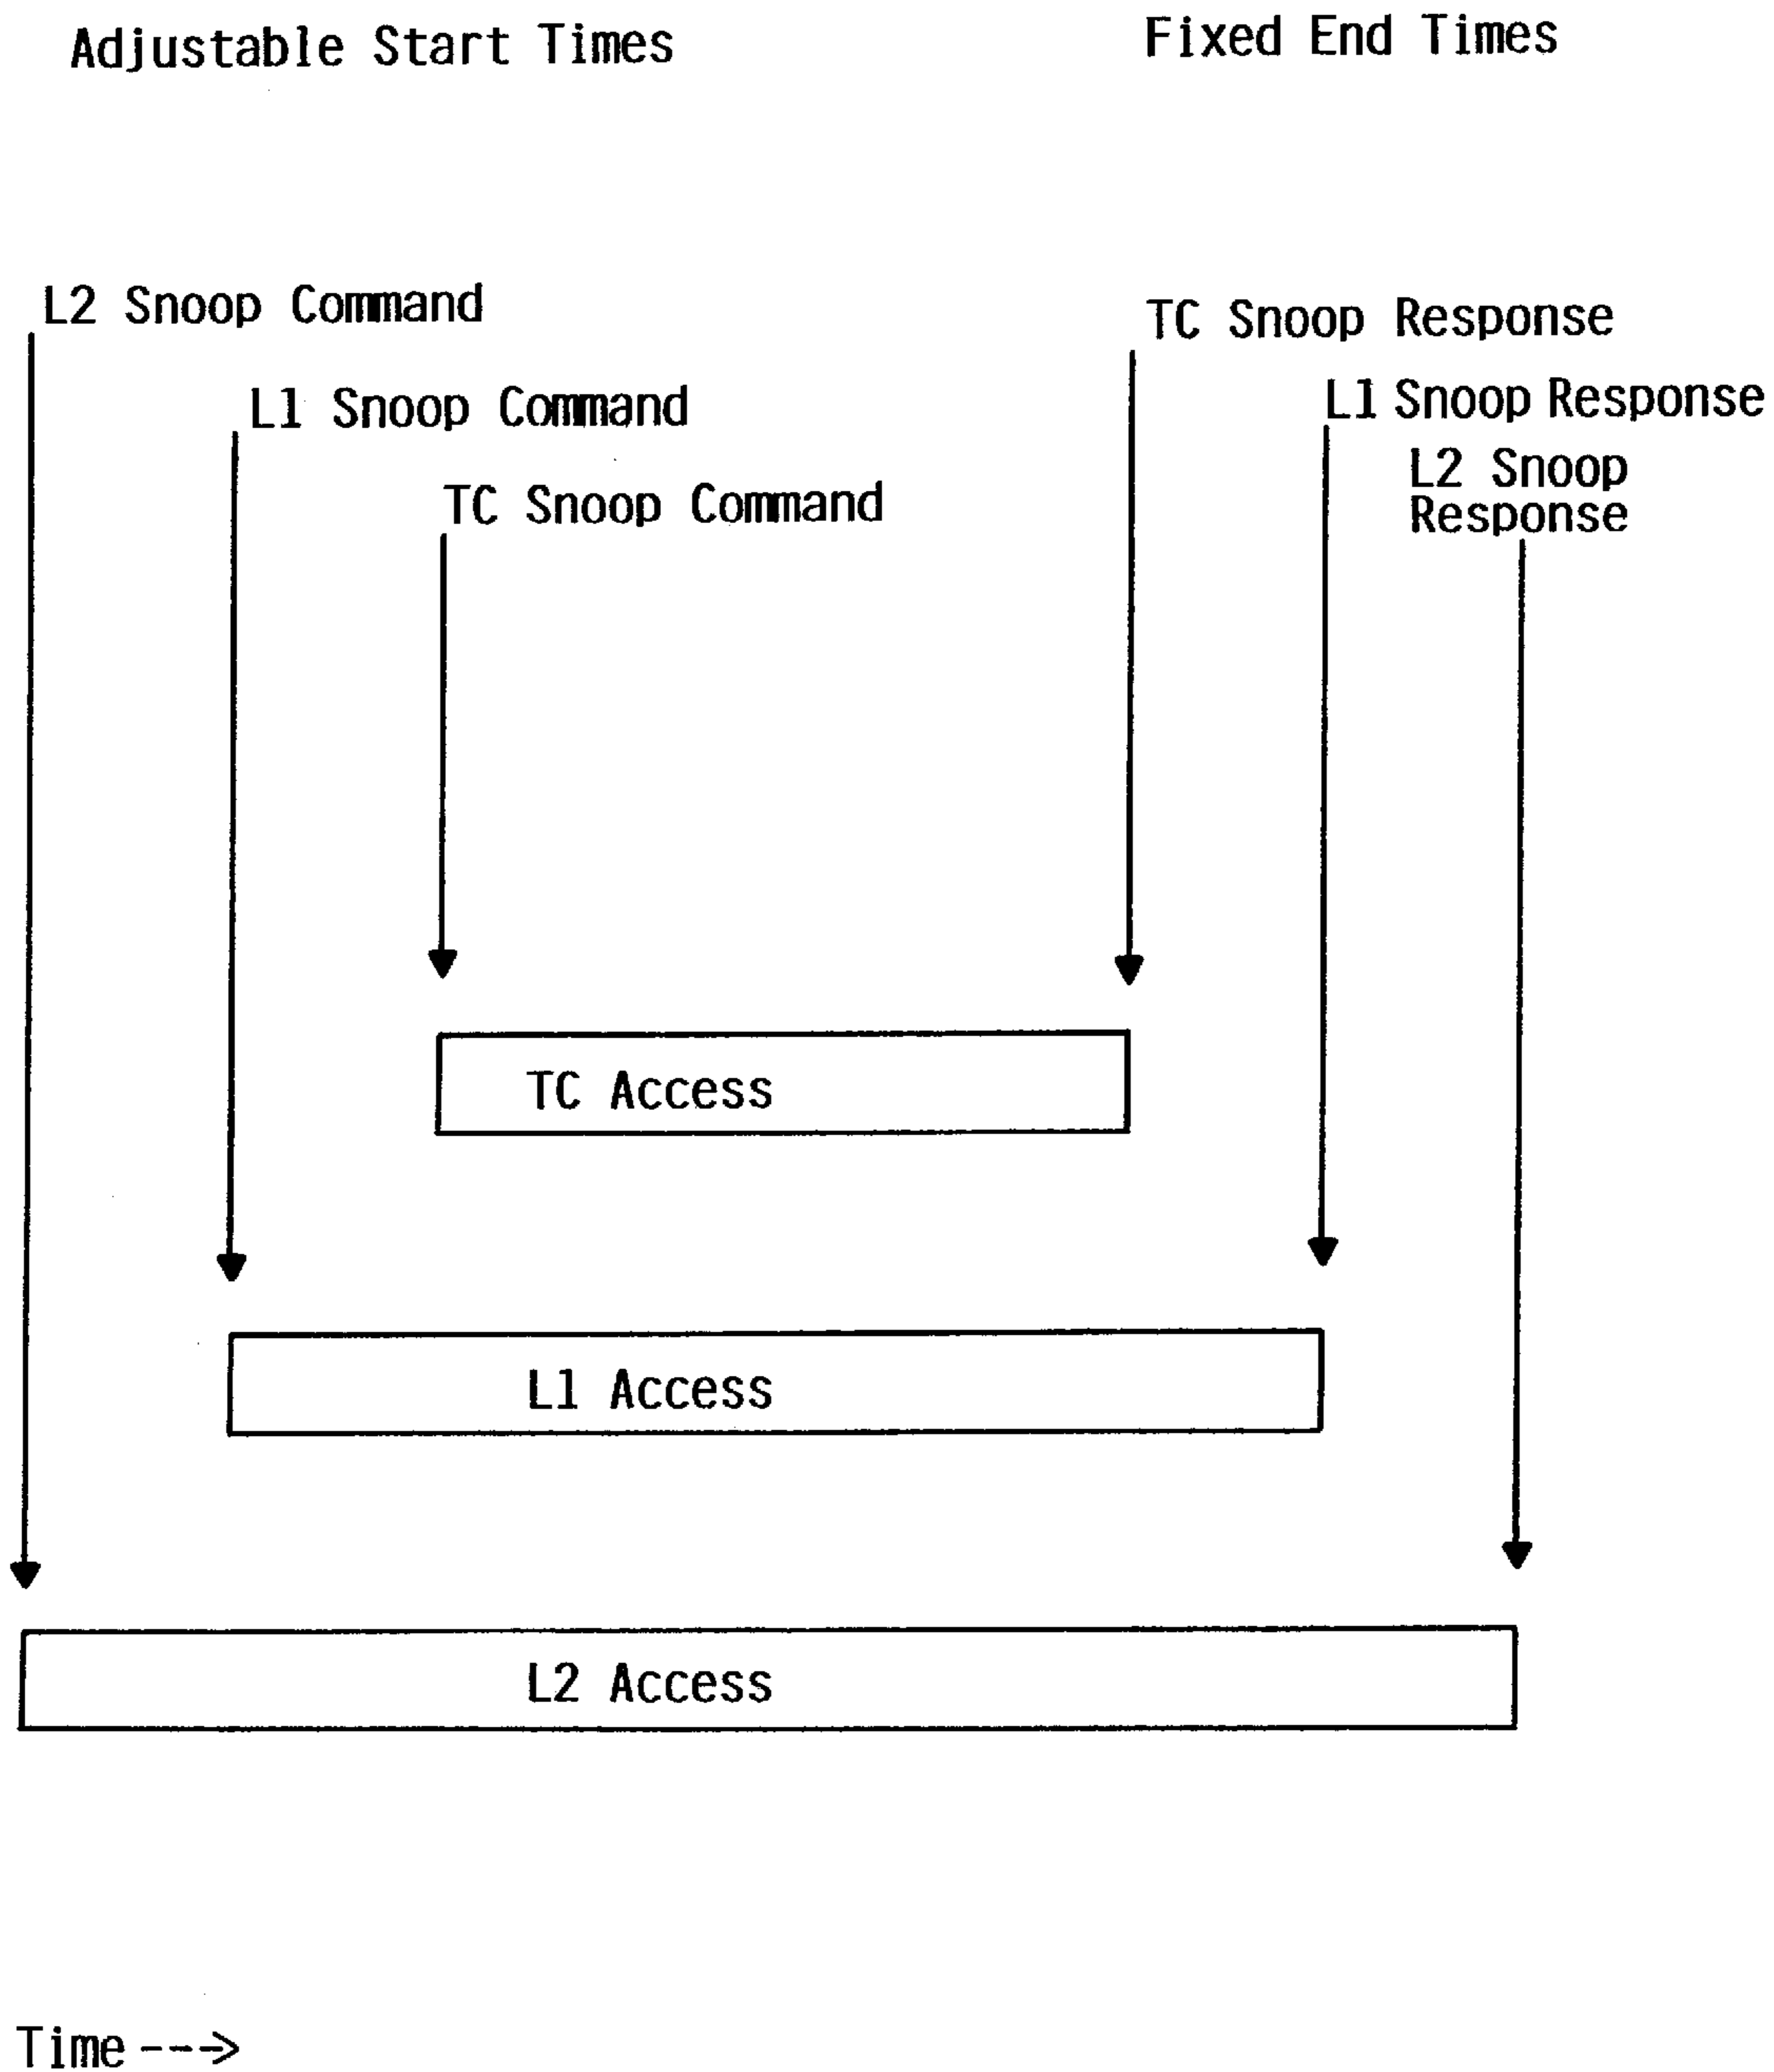 Adjustable Start Times
Fixed End Times
L2 Snoop Command
TC Snoop Response
L1 Snoop Command
L1 Snoop Response
L2 Snoop
Response
TC Snoop Command
TC Access
L1 Access
L2 Access
Time --->